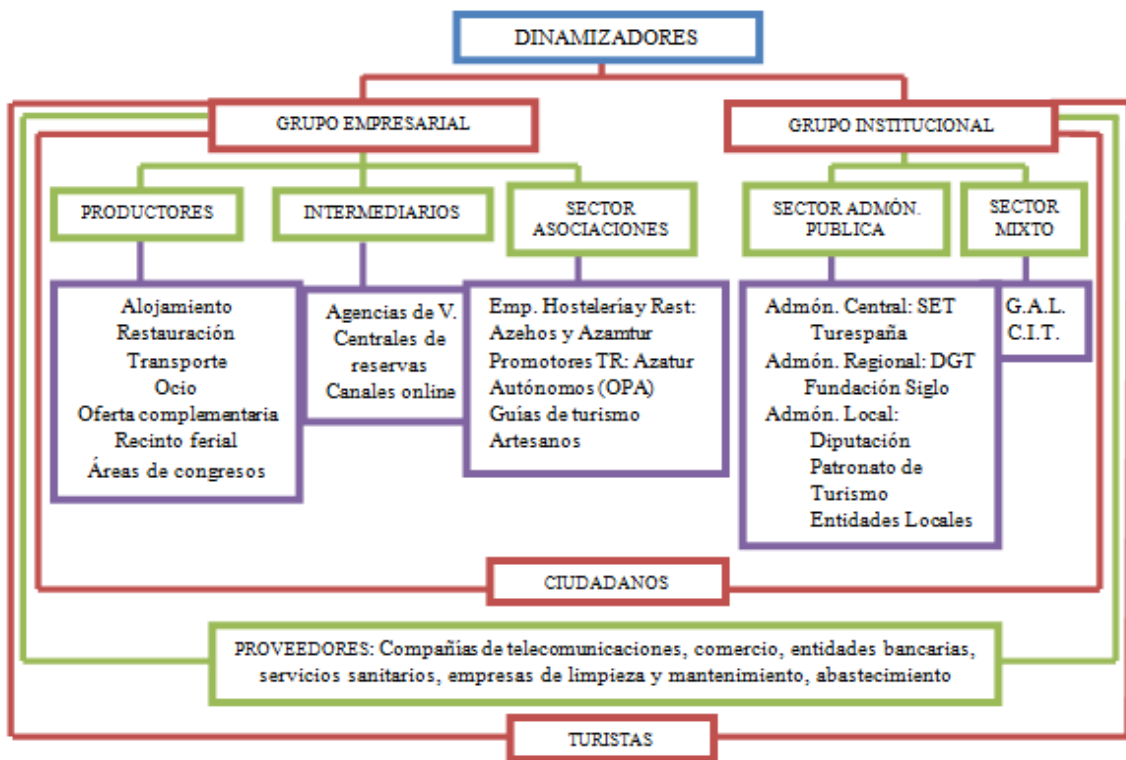 DINAMIZADORES
GRUPO EMPRESARIAL
GRUPO INSTITUCIONAL
PRODUCTORES
INTERMEDIARIOS
SECTOR
ASOCIACIONES
SECTOR ADMÓN.
PUBLICA
SECTOR
MIXTO
Alojamiento
Restauración
Transporte
Ocio
Oferta complementaria
Recinto ferial
Áreas de congresos
Agencias de V.
Centrales de
reservas
Canales online
Emp. Hostelería y Rest:
Azehos y Azamtur
Promotores TR: Azatur
Autónomos (OPA)
Guías de turismo
Artesanos
Admón. Central: SET
Turespaña
Admón. Regional: DGT
Fundación Siglo
Admón. Local:
Diputación
Patronato de
Turismo
Entidades Locales
G.A.L.
C.I.T.
CIUDADANOS
PROVEEDORES: Compañías de telecomunicaciones, comercio, entidades bancarias,
servicios sanitarios, empresas de limpieza y mantenimiento, abastecimiento
TURISTAS